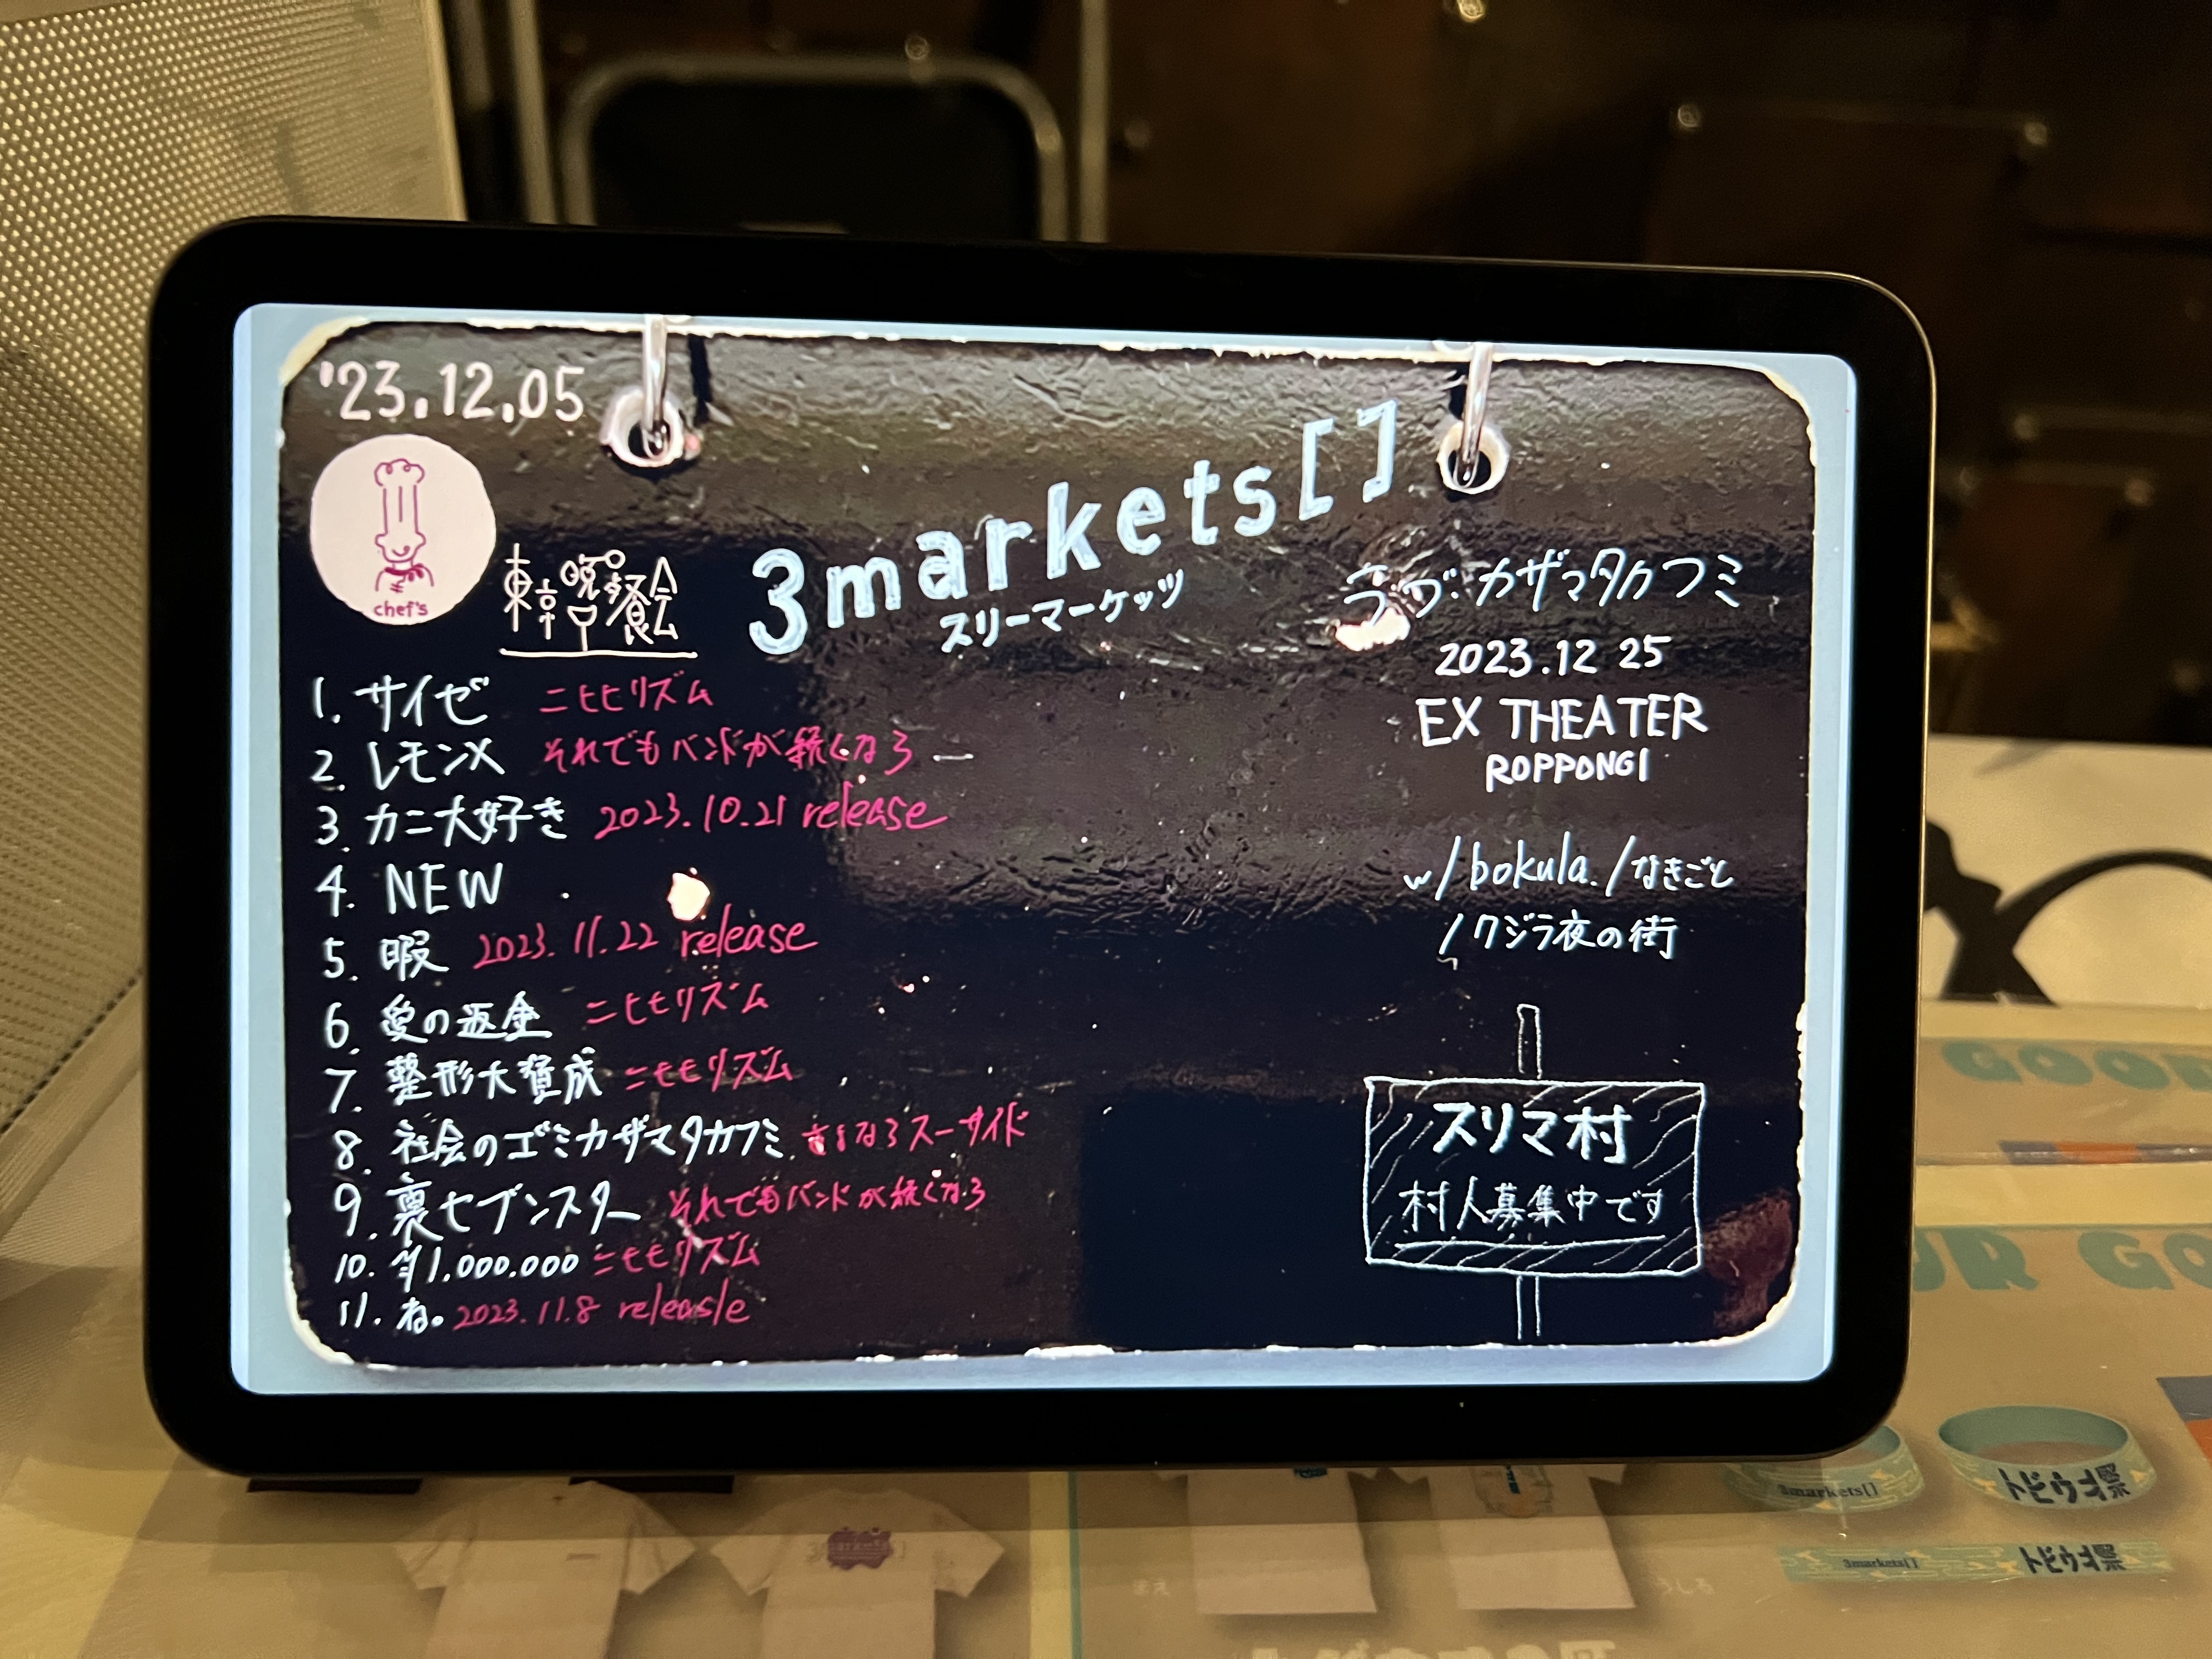 '23.12.05
chef's
東京晩餐会
3markets[]
スリーマーケッツ
1. サイゼ ニヒヒリズム
2. レモン× それでもバンドが続くなら
3. カニ大好き 2023.10.21 release
4. NEW
5. 暇 2023.11.22 release
6. 愛の返金 ニヒヒリズム
7. 整形大賛成 ニヒヒリズム
8. 社会のゴミカザマタカフミ さよならスーサイド
9. 裏セブンスター それでもバンドが続くなら
10. ¥1.000.000 ニヒヒリズム
11. ね。 2023.11.8 release
ラヴ·カザマタカフミ
2023.12 25
EX THEATER
ROPPONGI
w/bokula./なきごと
/クジラ夜の街
スリマ村
村人募集中です
3markets[]
トビウオ祭
3markets[]
トビウオ祭